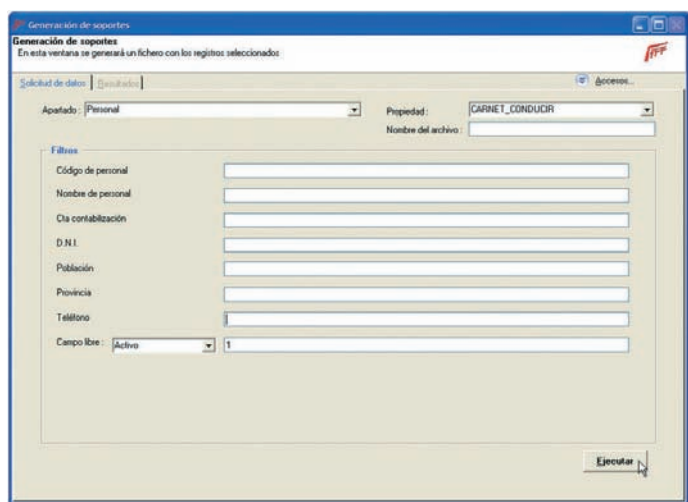 Generación de soportes
Generación de soportes
En esta ventana se generará un fichero con los registros seleccionados
Solicitud de datos Resultados Accesos...
Apartado : Personal Propiedad : CARNET_CONDUCIR
Nombre del archivo :
Filtros
Código de personal
Nombre de personal
Cta contabilización
D.N.I.
Población
Provincia
Teléfono
Campo libre : Activo 1
Ejecutar